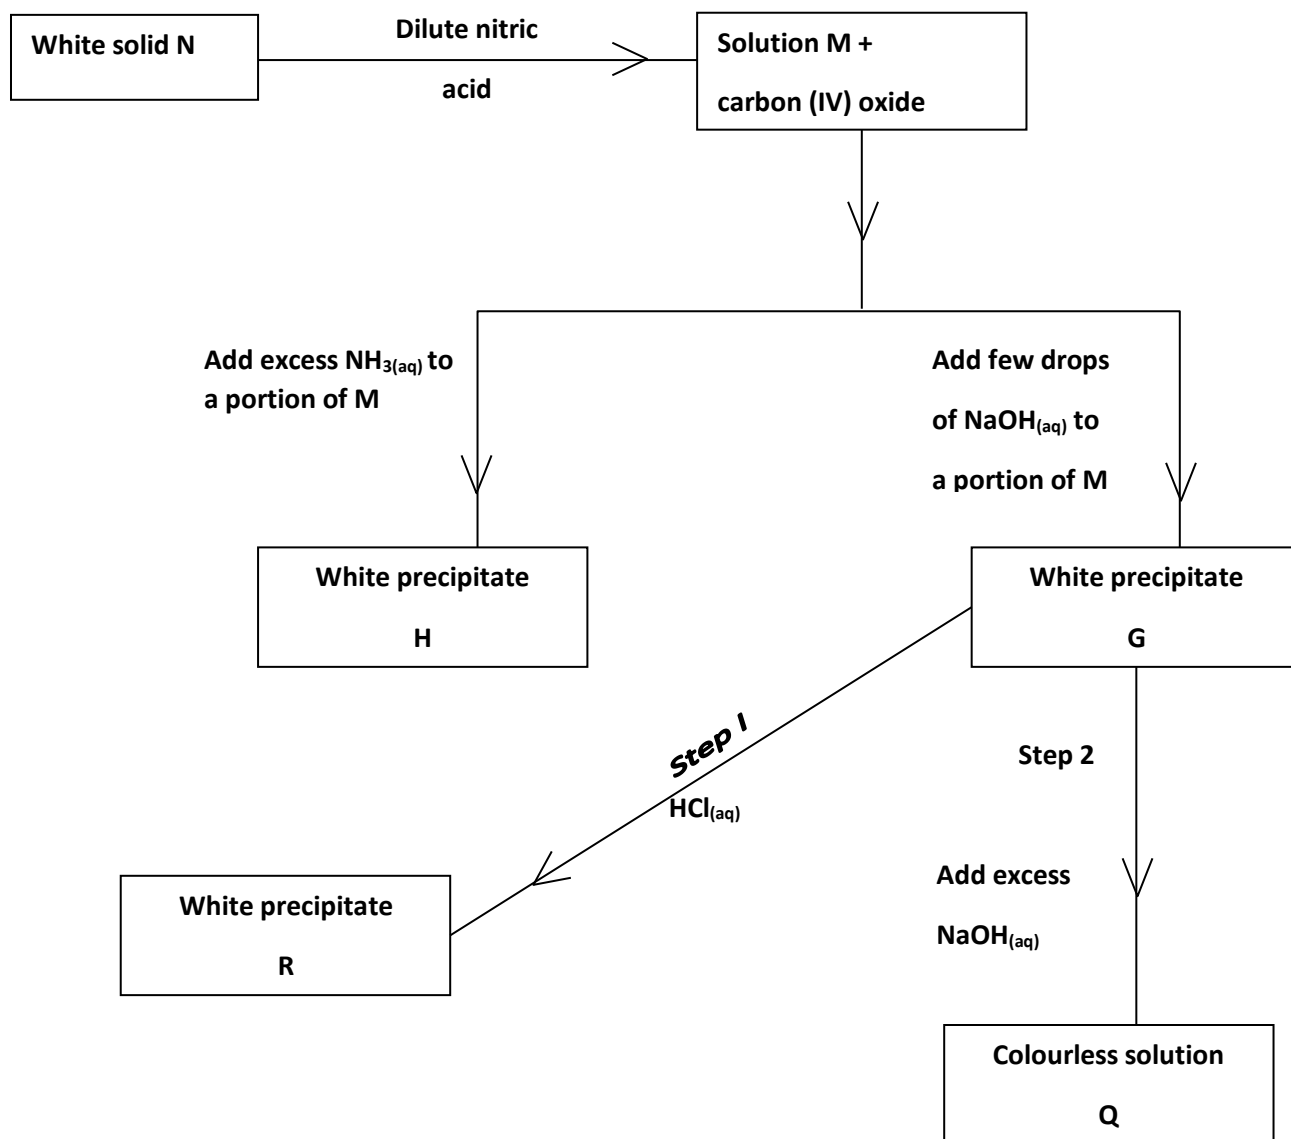 White solid N
Dilute nitric
acid
Solution M +
carbon (IV) oxide
Add excess NH3(aq) to
a portion of M
Add few drops
of NaOH(aq) to
a portion of M
White precipitate
H
White precipitate
G
Step I
HCl(aq)
Step 2
Add excess
NaOH(aq)
White precipitate
R
Colourless solution
Q